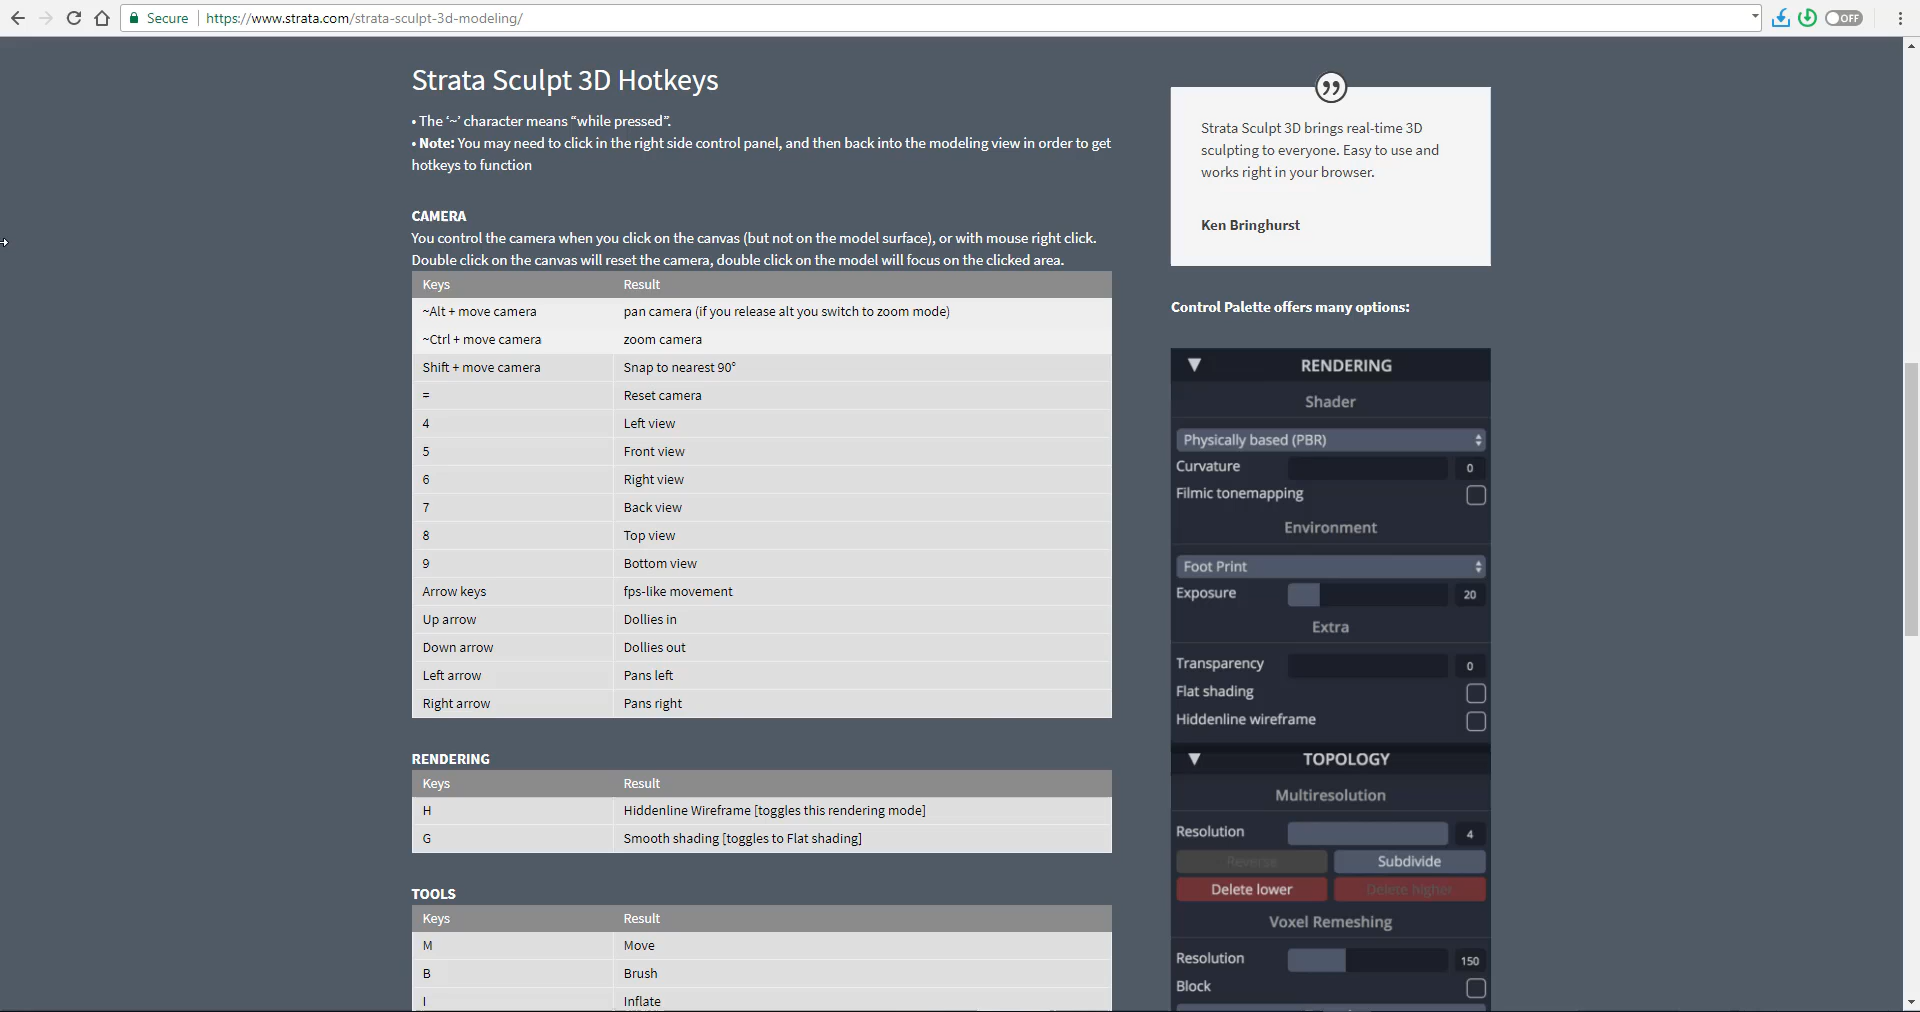 Secure
https://www.strata.com/strata-sculpt-3d-modeling/
OFF
Strata Sculpt 3D Hotkeys
• The ‘~’ character means “while pressed”.
• Note: You may need to click in the right side control panel, and then back into the modeling view in order to get
hotkeys to function
CAMERA
You control the camera when you click on the canvas (but not on the model surface), or with mouse right click.
Double click on the canvas will reset the camera, double click on the model will focus on the clicked area.
Keys Result
~Alt + move camera pan camera (if you release alt you switch to zoom mode)
~Ctrl + move camera zoom camera
Shift + move camera Snap to nearest 90°
= Reset camera
4 Left view
5 Front view
6 Right view
7 Back view
8 Top view
9 Bottom view
Arrow keys fps-like movement
Up arrow Dollies in
Down arrow Dollies out
Left arrow Pans left
Right arrow Pans right
RENDERING
Keys Result
H Hiddenline Wireframe [toggles this rendering mode]
G Smooth shading [toggles to Flat shading]
TOOLS
Keys Result
M Move
B Brush
I Inflate
Strata Sculpt 3D brings real-time 3D
sculpting to everyone. Easy to use and
works right in your browser.
Ken Bringhurst
Control Palette offers many options:
RENDERING
Shader
Physically based (PBR)
Curvature 0
Filmic tonemapping
Environment
Foot Print
Exposure 20
Extra
Transparency 0
Flat shading
Hiddenline wireframe
TOPOLOGY
Multiresolution
Resolution 4
Reverse Subdivide
Delete lower Delete higher
Voxel Remeshing
Resolution 150
Block